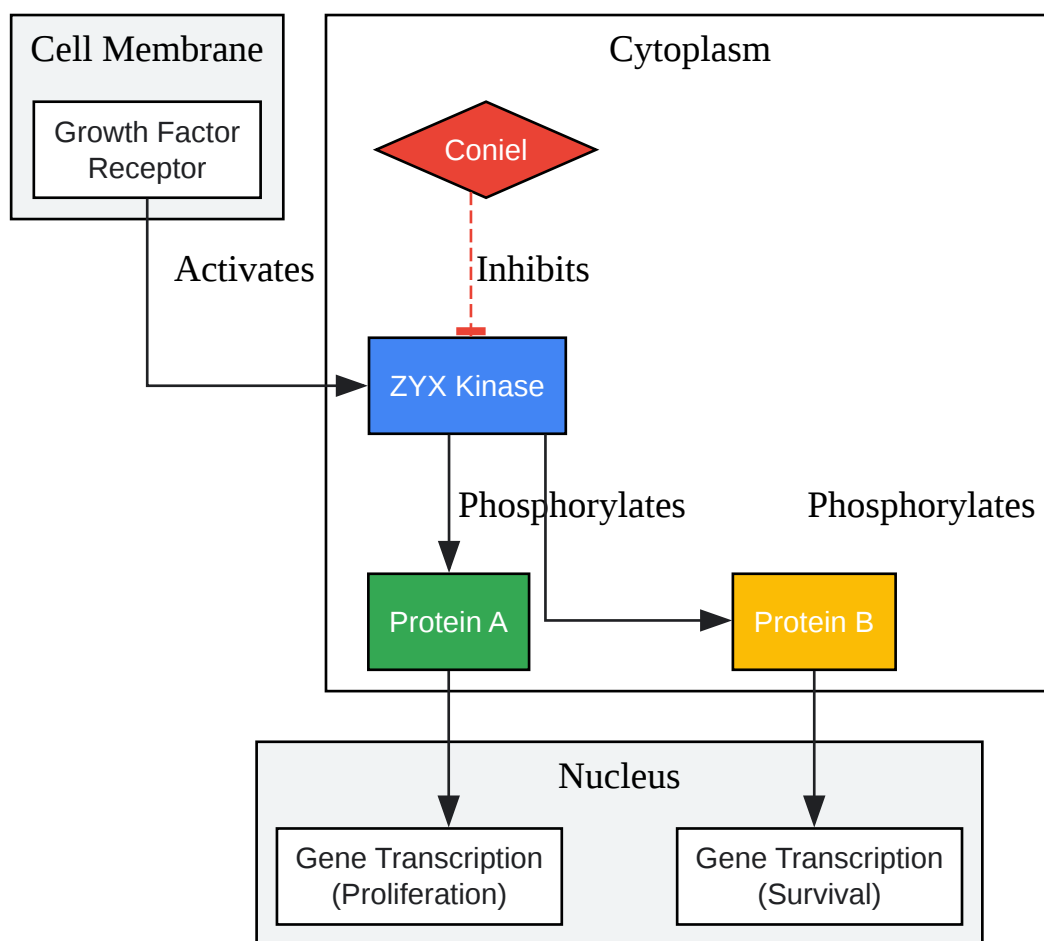 Cell Membrane
Cytoplasm
Growth Factor
Receptor
Coniel
Activates
Inhibits
ZYX Kinase
Phosphorylates
Phosphorylates
Protein A
Protein B
Nucleus
Gene Transcription
(Proliferation)
Gene Transcription
(Survival)